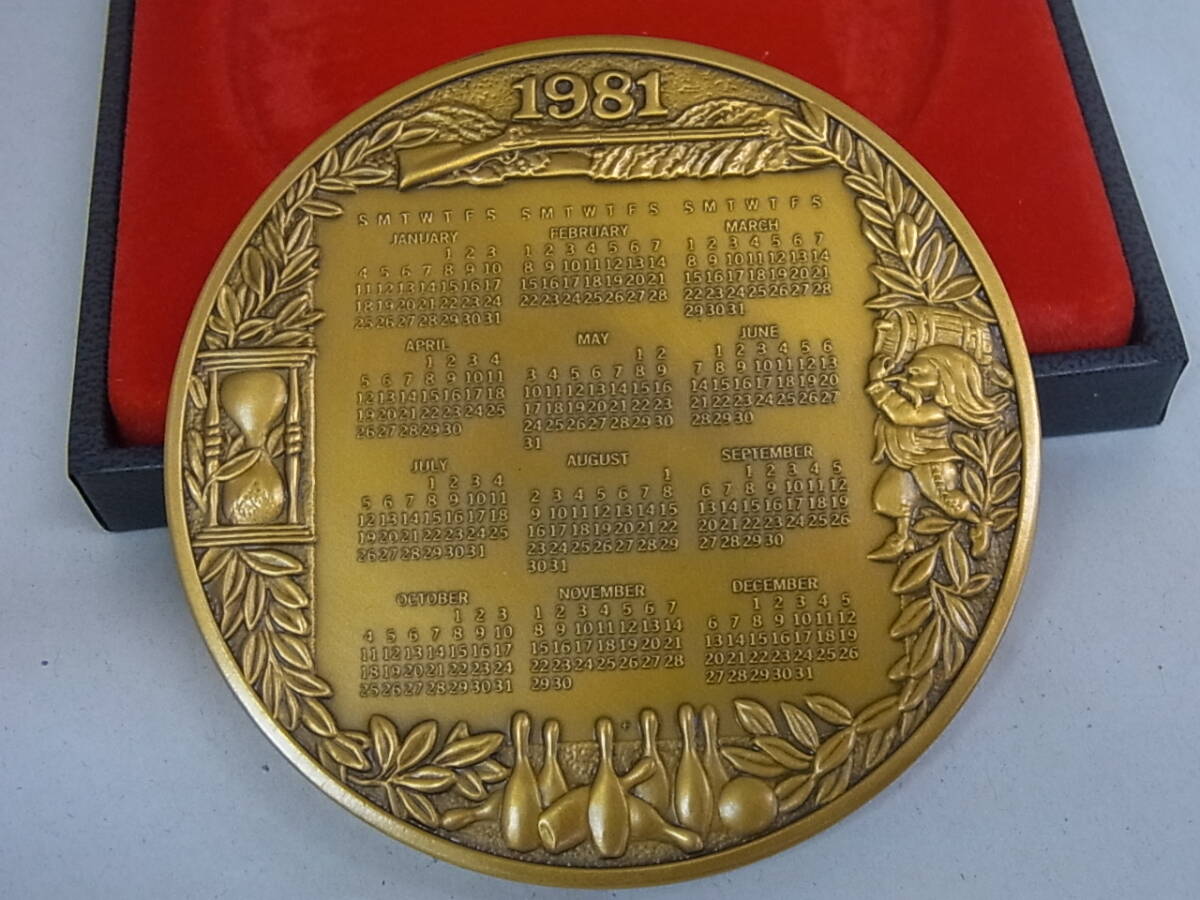 1981
S M T W T F S S M T W T F S S M T W T F S
JANUARY FEBRUARY MARCH
1 2 3 1 2 3 4 5 6 7 1 2 3 4 5 6 7
4 5 6 7 8 9 10 8 9 10 11 12 13 14 8 9 10 11 12 13 14
11 12 13 14 15 16 17 15 16 17 18 19 20 21 15 16 17 18 19 20 21
18 19 20 21 22 23 24 22 23 24 25 26 27 28 22 23 24 25 26 27 28
25 26 27 28 29 30 31 29 30 31
APRIL MAY JUNE
1 2 3 4 1 2 1 2 3 4 5 6
5 6 7 8 9 10 11 3 4 5 6 7 8 9 7 8 9 10 11 12 13
12 13 14 15 16 17 18 10 11 12 13 14 15 16 14 15 16 17 18 19 20
19 20 21 22 23 24 25 17 18 19 20 21 22 23 21 22 23 24 25 26 27
26 27 28 29 30 24 25 26 27 28 29 30 28 29 30
31
JULY AUGUST SEPTEMBER
1 2 3 4 1 1 2 3 4 5
5 6 7 8 9 10 11 2 3 4 5 6 7 8 6 7 8 9 10 11 12
12 13 14 15 16 17 18 9 10 11 12 13 14 15 13 14 15 16 17 18 19
19 20 21 22 23 24 25 16 17 18 19 20 21 22 20 21 22 23 24 25 26
26 27 28 29 30 31 23 24 25 26 27 28 29 27 28 29 30
30 31
OCTOBER NOVEMBER DECEMBER
1 2 3 1 2 3 4 5 6 7 1 2 3 4 5
4 5 6 7 8 9 10 8 9 10 11 12 13 14 6 7 8 9 10 11 12
11 12 13 14 15 16 17 15 16 17 18 19 20 21 13 14 15 16 17 18 19
18 19 20 21 22 23 24 22 23 24 25 26 27 28 20 21 22 23 24 25 26
25 26 27 28 29 30 31 29 30 27 28 29 30 31